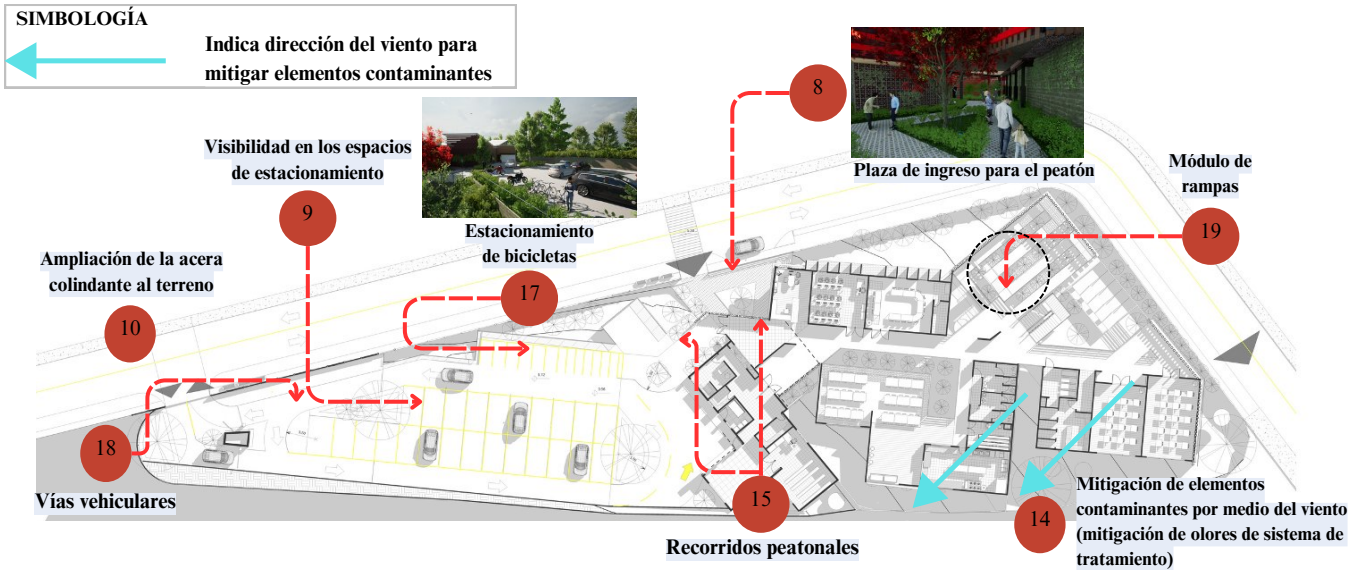 SIMBOLOGÍA
Indica dirección del viento para
mitigar elementos contaminantes
8
Plaza de ingreso para el peatón
Visibilidad en los espacios
de estacionamiento
9
Estacionamiento
de bicicletas
17
Módulo de
rampas
19
Ampliación de la acera
colindante al terreno
10
18
Vías vehiculares
15
Recorridos peatonales
14
Mitigación de elementos
contaminantes por medio del viento
(mitigación de olores de sistema de
tratamiento)